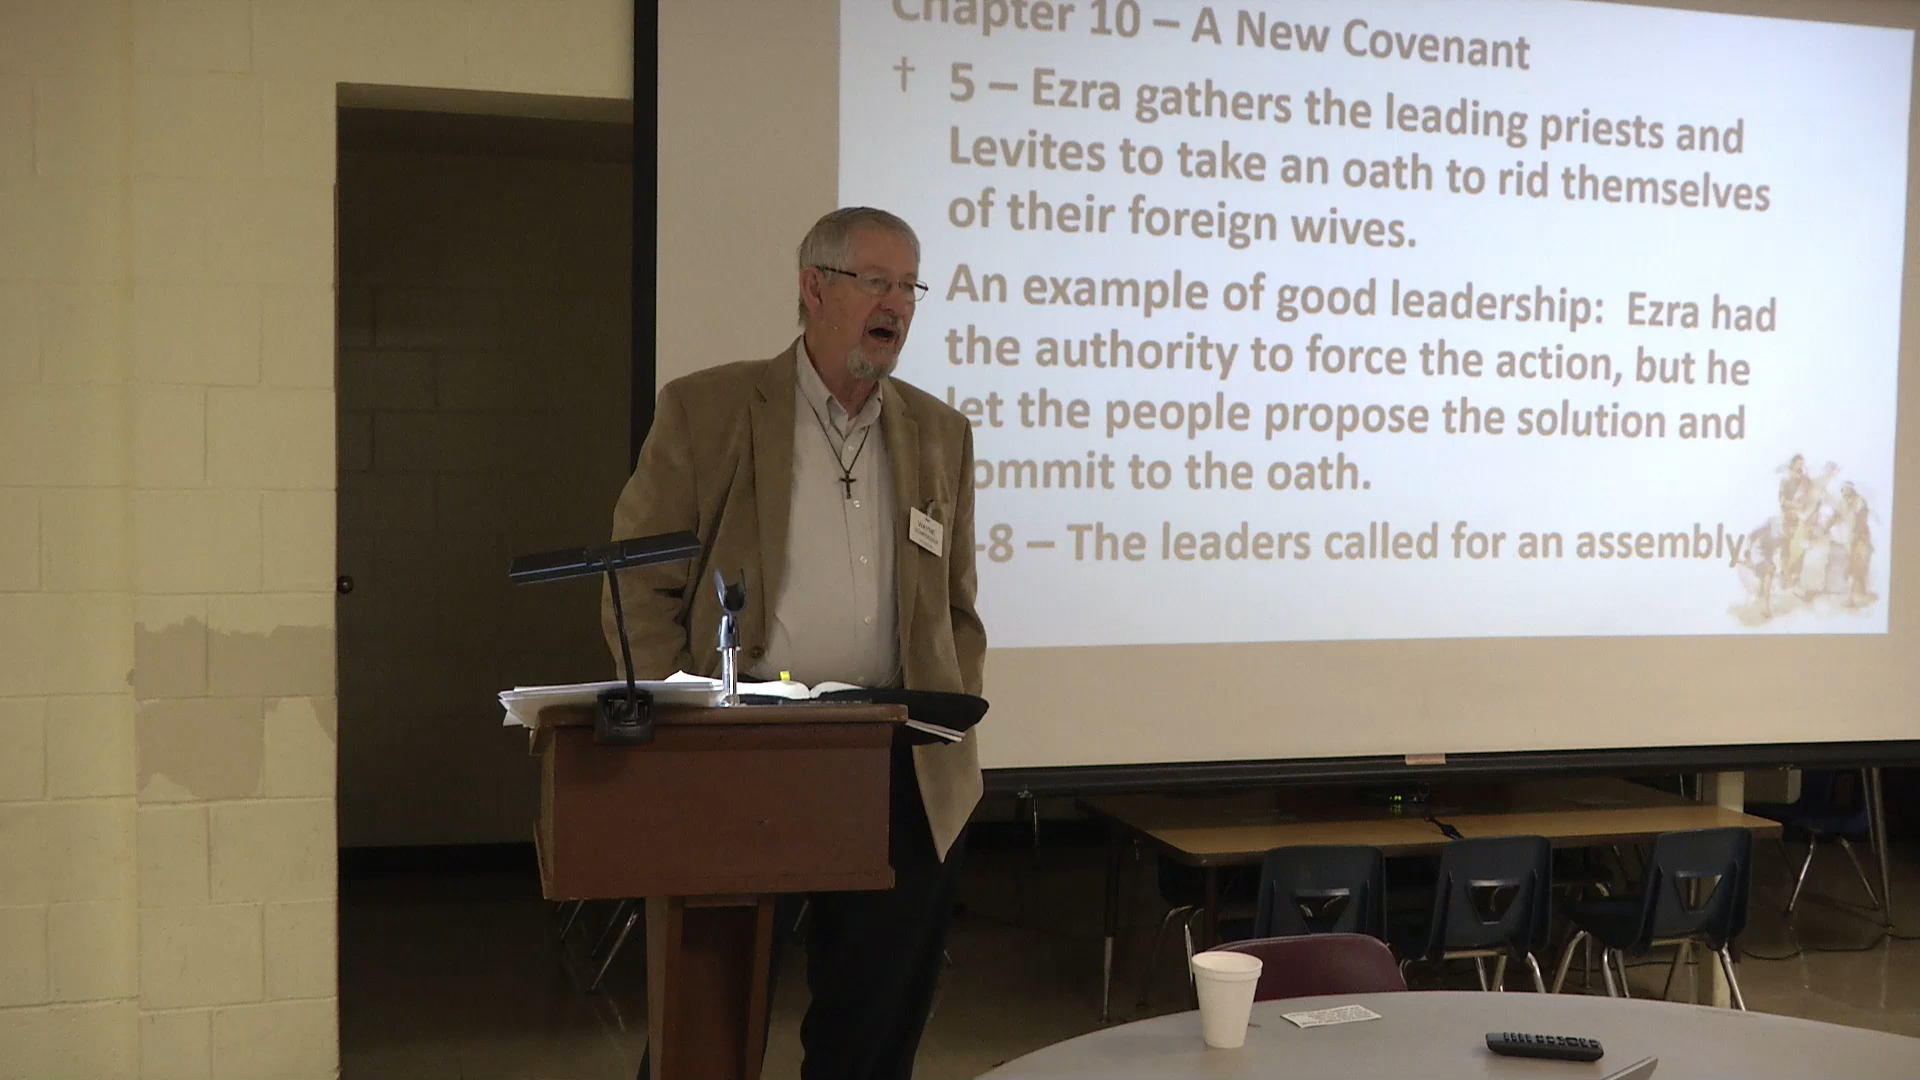 Chapter 10 – A New Covenant
† 5 – Ezra gathers the leading priests and
Levites to take an oath to rid themselves
of their foreign wives.
An example of good leadership: Ezra had
the authority to force the action, but he
let the people propose the solution and
ommit to the oath.
-8 – The leaders called for an assembly.
WAYNE